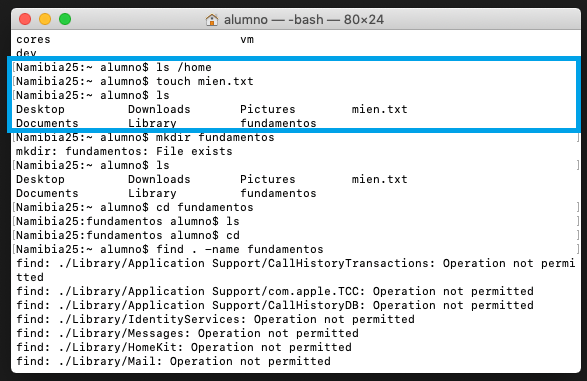 alumno — -bash — 80×24
cores vm
dev
[Namibia25:~ alumno$ ls /home
[Namibia25:~ alumno$ touch mien.txt
[Namibia25:~ alumno$ ls
Desktop Downloads Pictures mien.txt
Documents Library fundamentos
[Namibia25:~ alumno$ mkdir fundamentos ]
mkdir: fundamentos: File exists
[Namibia25:~ alumno$ ls ]
Desktop Downloads Pictures mien.txt
Documents Library fundamentos
[Namibia25:~ alumno$ cd fundamentos ]
[Namibia25:fundamentos alumno$ ls ]
[Namibia25:fundamentos alumno$ cd ]
[Namibia25:~ alumno$ find . -name fundamentos ]
find: ./Library/Application Support/CallHistoryTransactions: Operation not permi
tted
find: ./Library/Application Support/com.apple.TCC: Operation not permitted
find: ./Library/Application Support/CallHistoryDB: Operation not permitted
find: ./Library/IdentityServices: Operation not permitted
find: ./Library/Messages: Operation not permitted
find: ./Library/HomeKit: Operation not permitted
find: ./Library/Mail: Operation not permitted